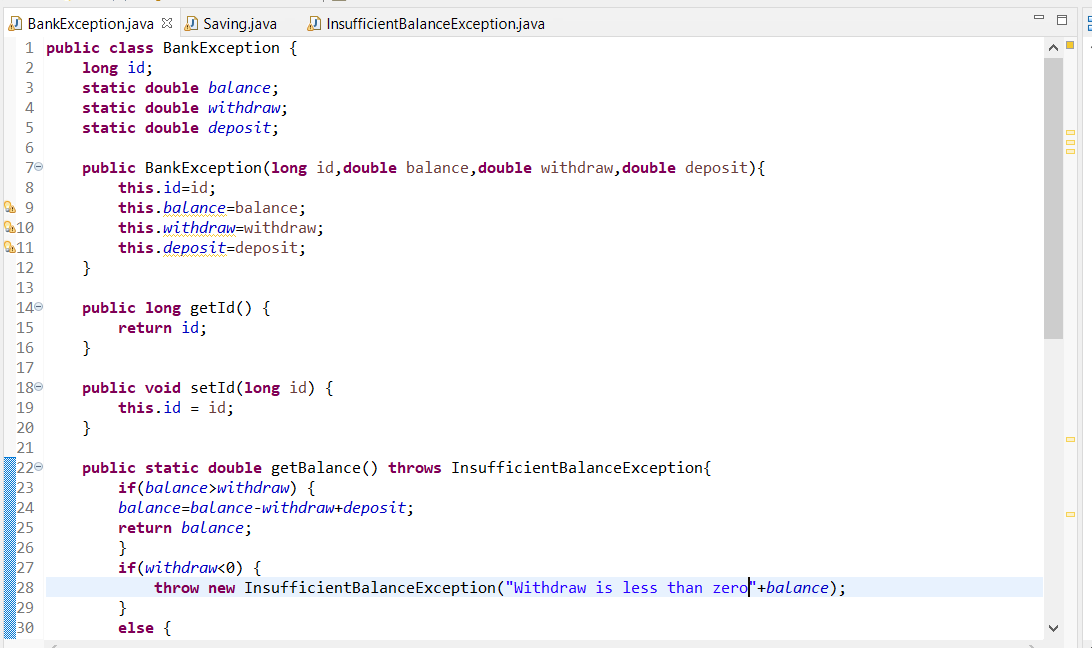 BankException.java Saving.java InsufficientBalanceException.java
1 public class BankException {
2 long id;
3 static double balance;
4 static double withdraw;
5 static double deposit;
6
7 public BankException(long id,double balance,double withdraw,double deposit){
8 this.id=id;
9 this.balance=balance;
10 this.withdraw=withdraw;
11 this.deposit=deposit;
12 }
13
14 public long getId() {
15 return id;
16 }
17
18 public void setId(long id) {
19 this.id = id;
20 }
21
22 public static double getBalance() throws InsufficientBalanceException{
23 if(balance>withdraw) {
24 balance=balance-withdraw+deposit;
25 return balance;
26 }
27 if(withdraw<0) {
28 throw new InsufficientBalanceException("Withdraw is less than zero"+balance);
29 }
30 else {